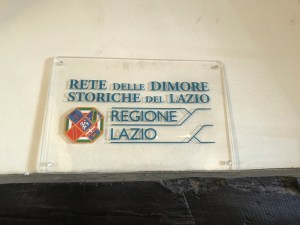 RETE DELLE DIMORE
STORICHE DEL LAZIO
REGIONE
LAZIO